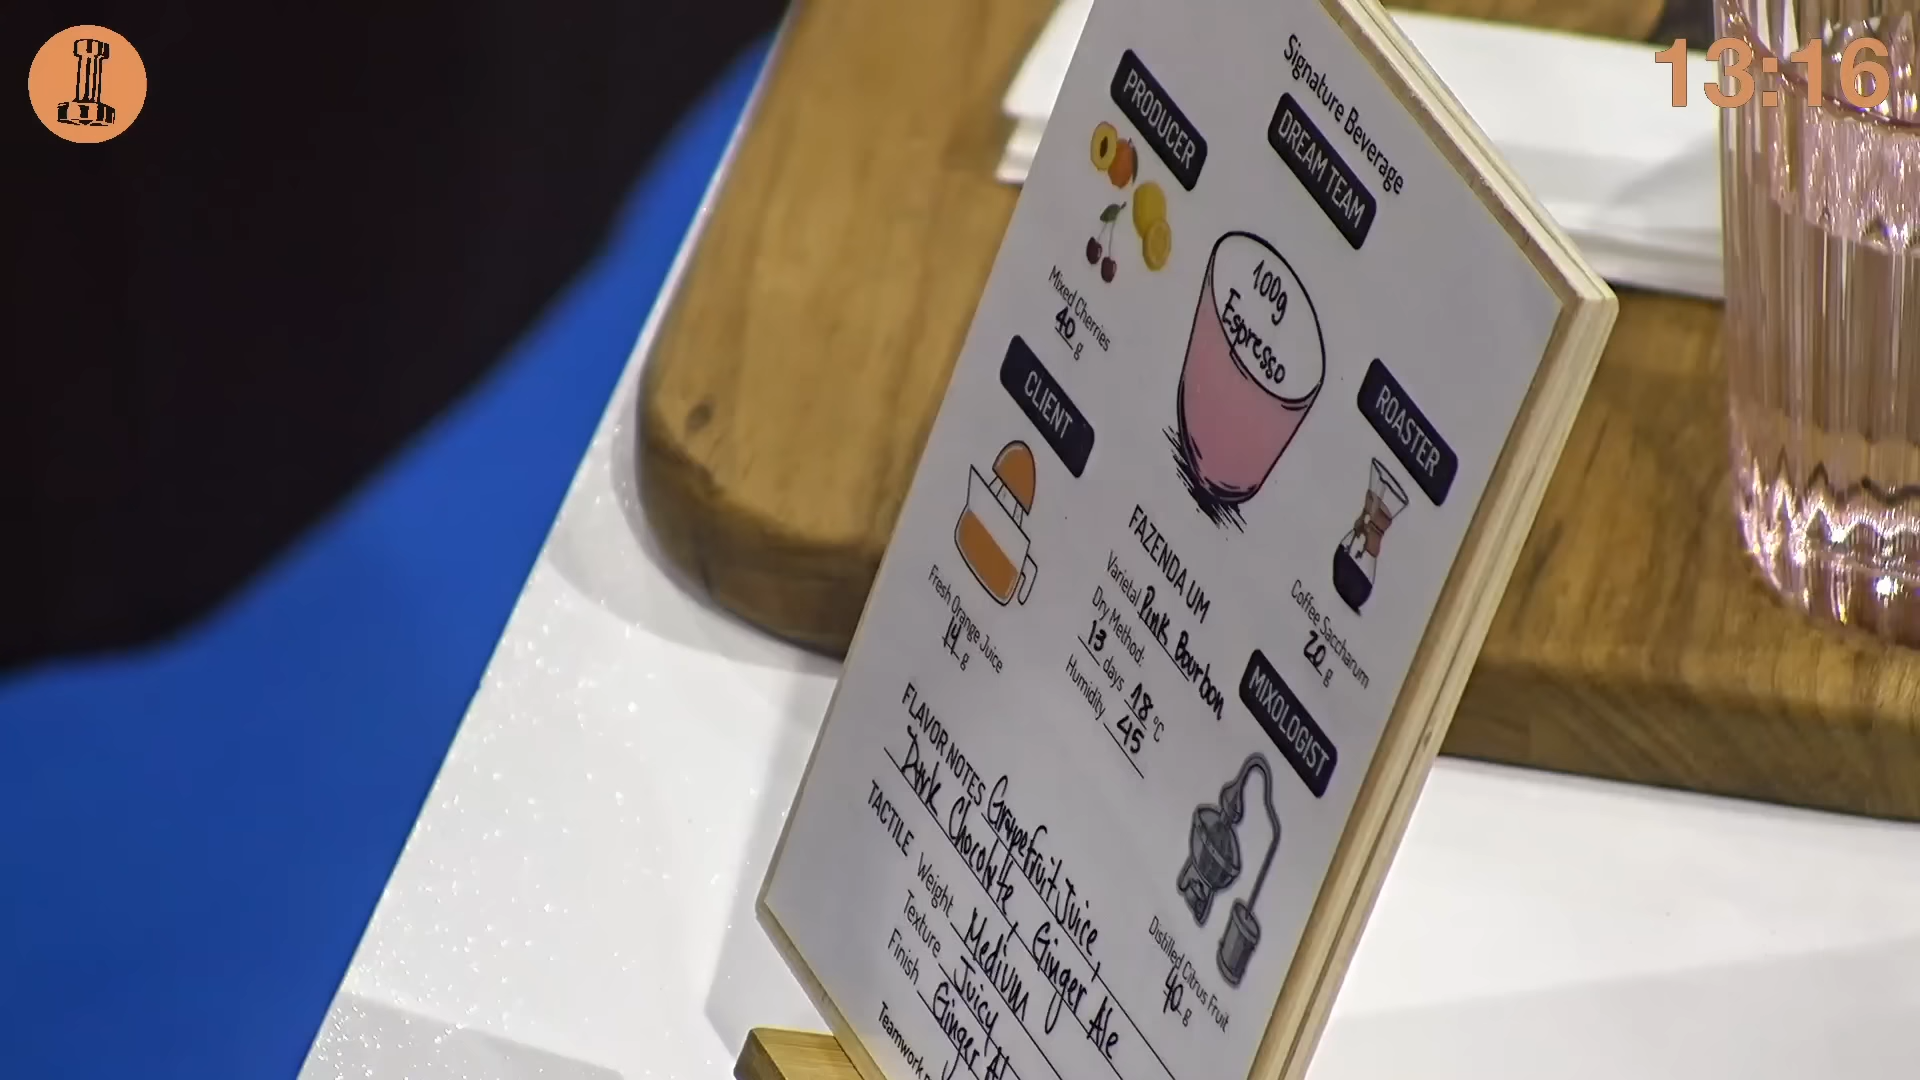 13:16
Signature Beverage
PRODUCER
DREAM TEAM
Mixed Cherries
40 g
100g
Espresso
CLIENT
ROASTER
Fresh Orange Juice
14 g
FAZENDA UM
Varietal Pink Bourbon
Dry Method:
13 days 18 °C
Humidity 45
Coffee Saccharum
20 g
MIXOLOGIST
Distilled Citrus Fruit
40 g
FLAVOR NOTES Grapefruit Juice,
Dark Chocolate, Ginger Ale
TACTILE
Weight Medium
Texture Juicy
Finish Ginger
Teamwork